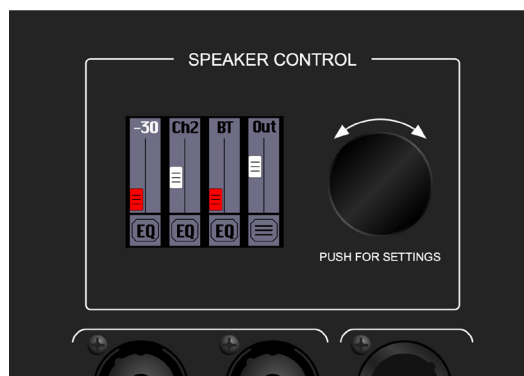 SPEAKER CONTROL
-30 Ch2 BT Out
EQ EQ EQ
PUSH FOR SETTINGS